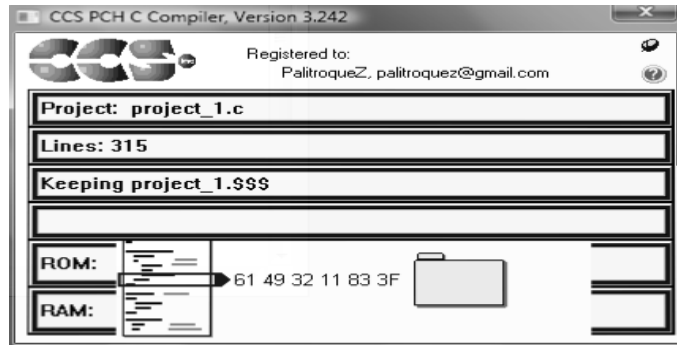 CCS PCH C Compiler, Version 3.242
CCS
Registered to:
PalitroqueZ, palitroquez@gmail.com
Project: project_1.c
Lines: 315
Keeping project_1.$$$
ROM:
61 49 32 11 83 3F
RAM: